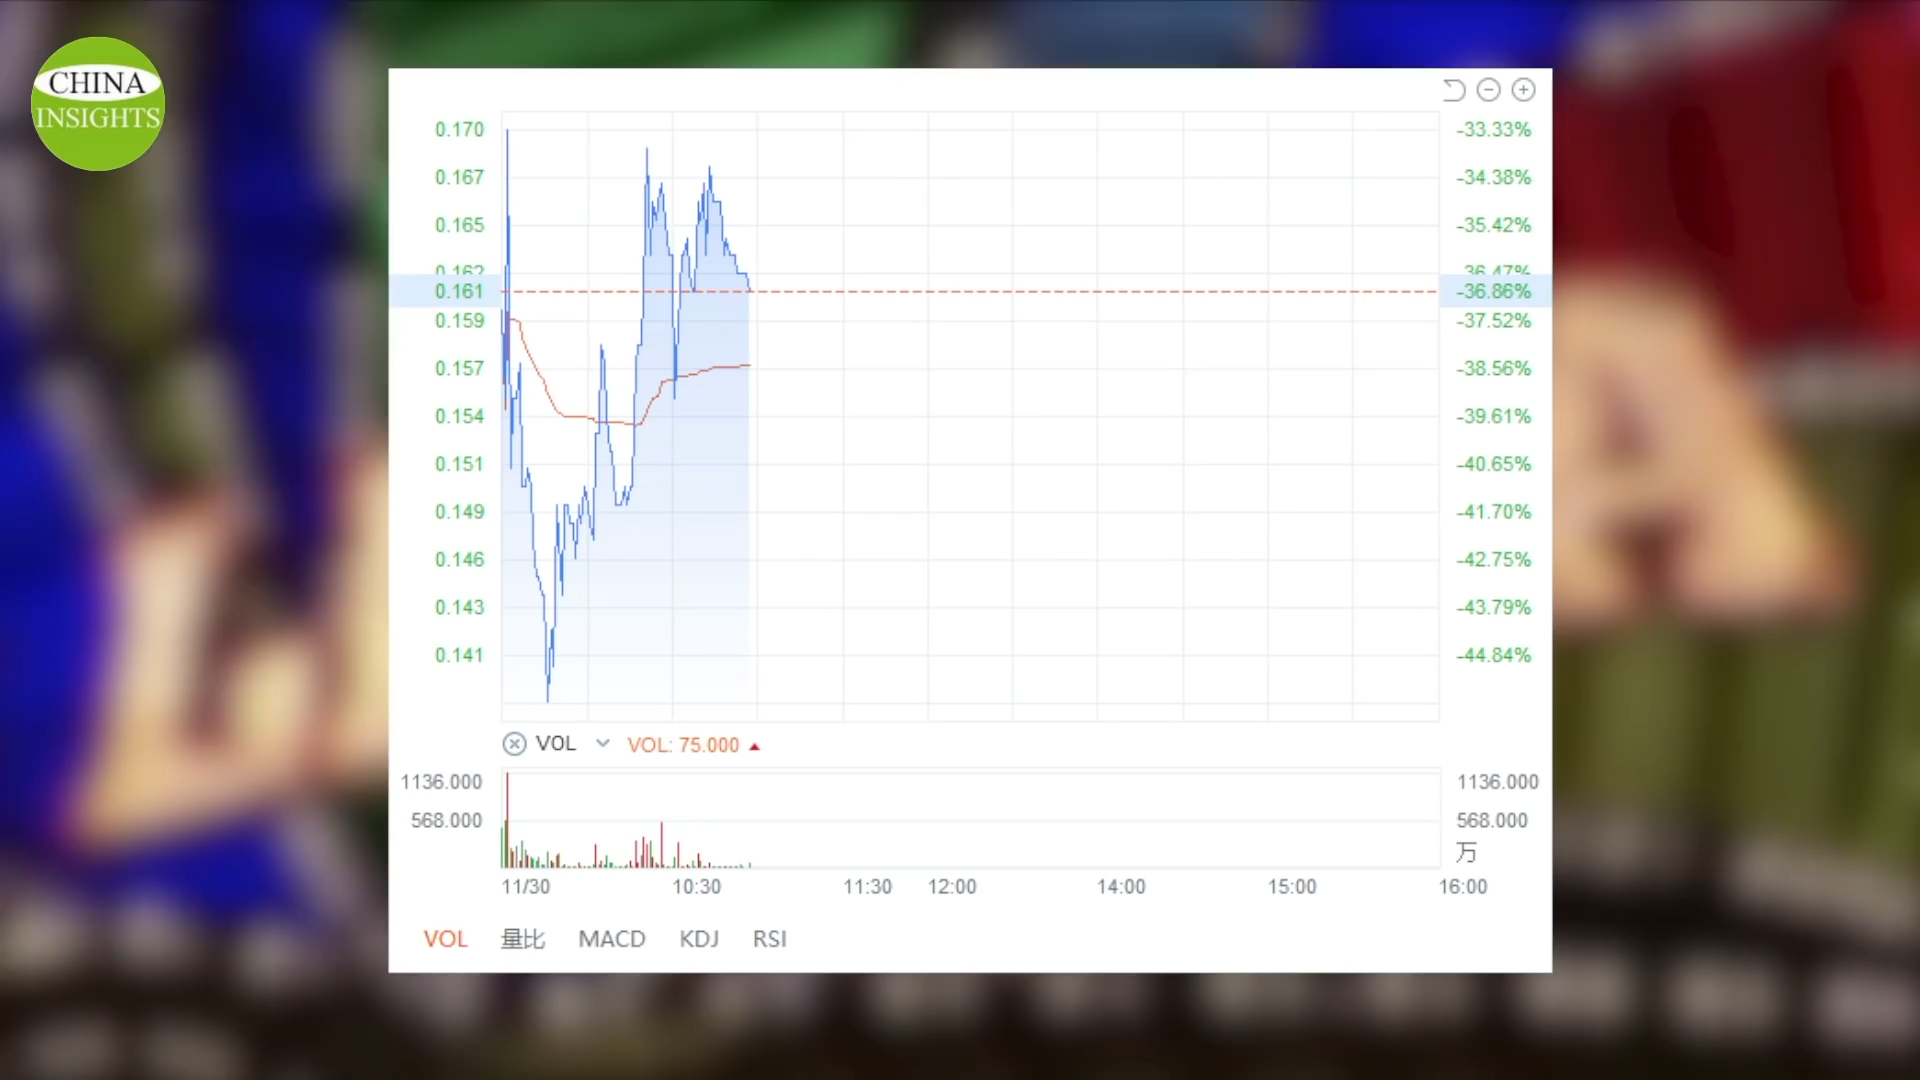 CHINA
INSIGHTS
0.170 -33.33%
0.167 -34.38%
0.165 -35.42%
0.162 -36.47%
0.161 -36.86%
0.159 -37.52%
0.157 -38.56%
0.154 -39.61%
0.151 -40.65%
0.149 -41.70%
0.146 -42.75%
0.143 -43.79%
0.141 -44.84%
VOL VOL: 75.000
1136.000 1136.000
568.000 568.000
万
11/30 10:30 11:30 12:00 14:00 15:00 16:00
VOL 量比 MACD KDJ RSI